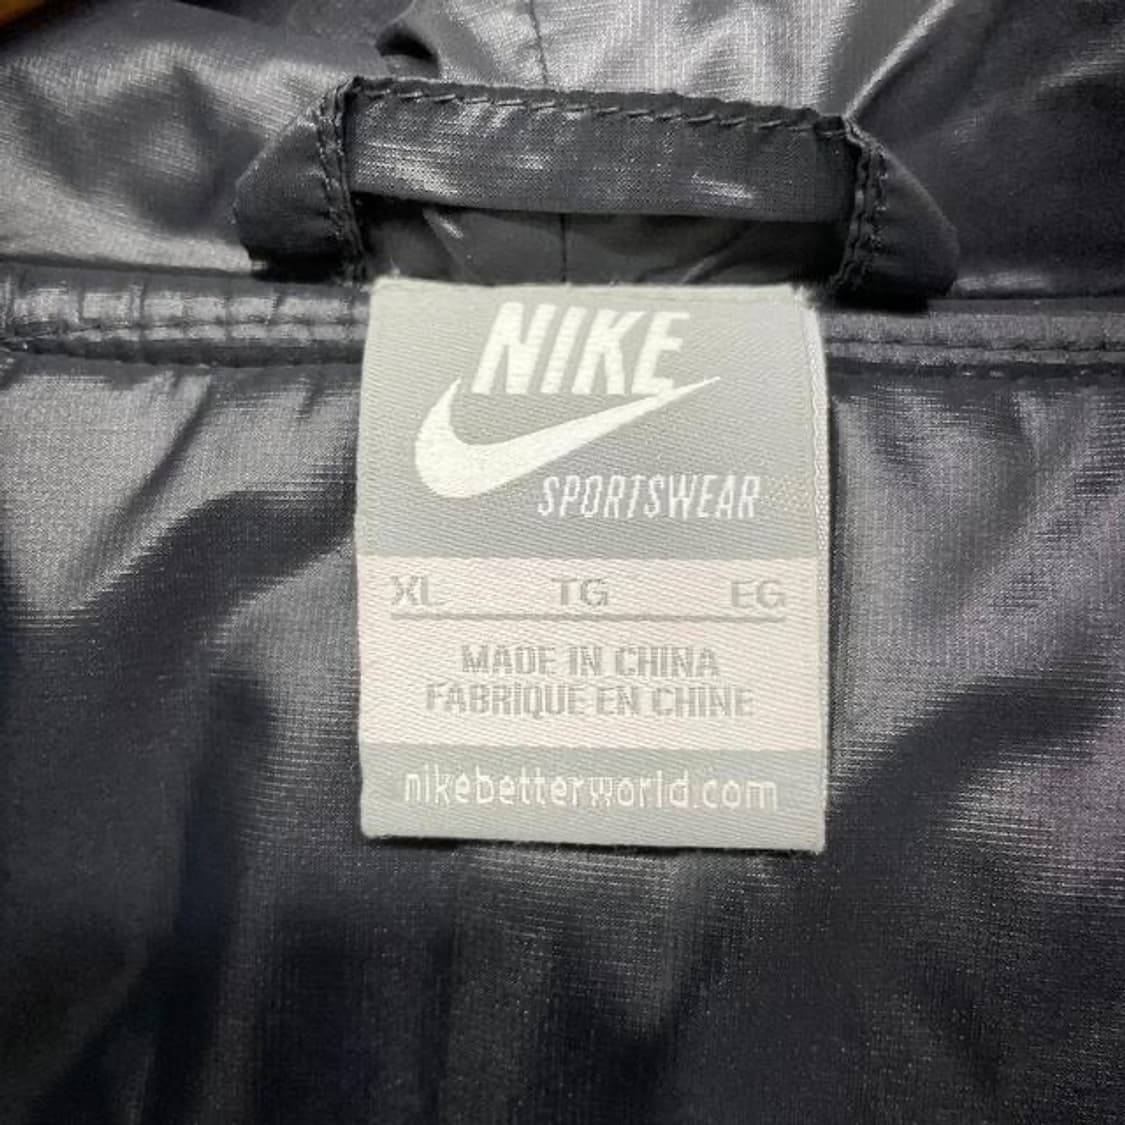 NIKE
SPORTSWEAR
XL TG EG
MADE IN CHINA
FABRIQUE EN CHINE
nikebetterworld.com